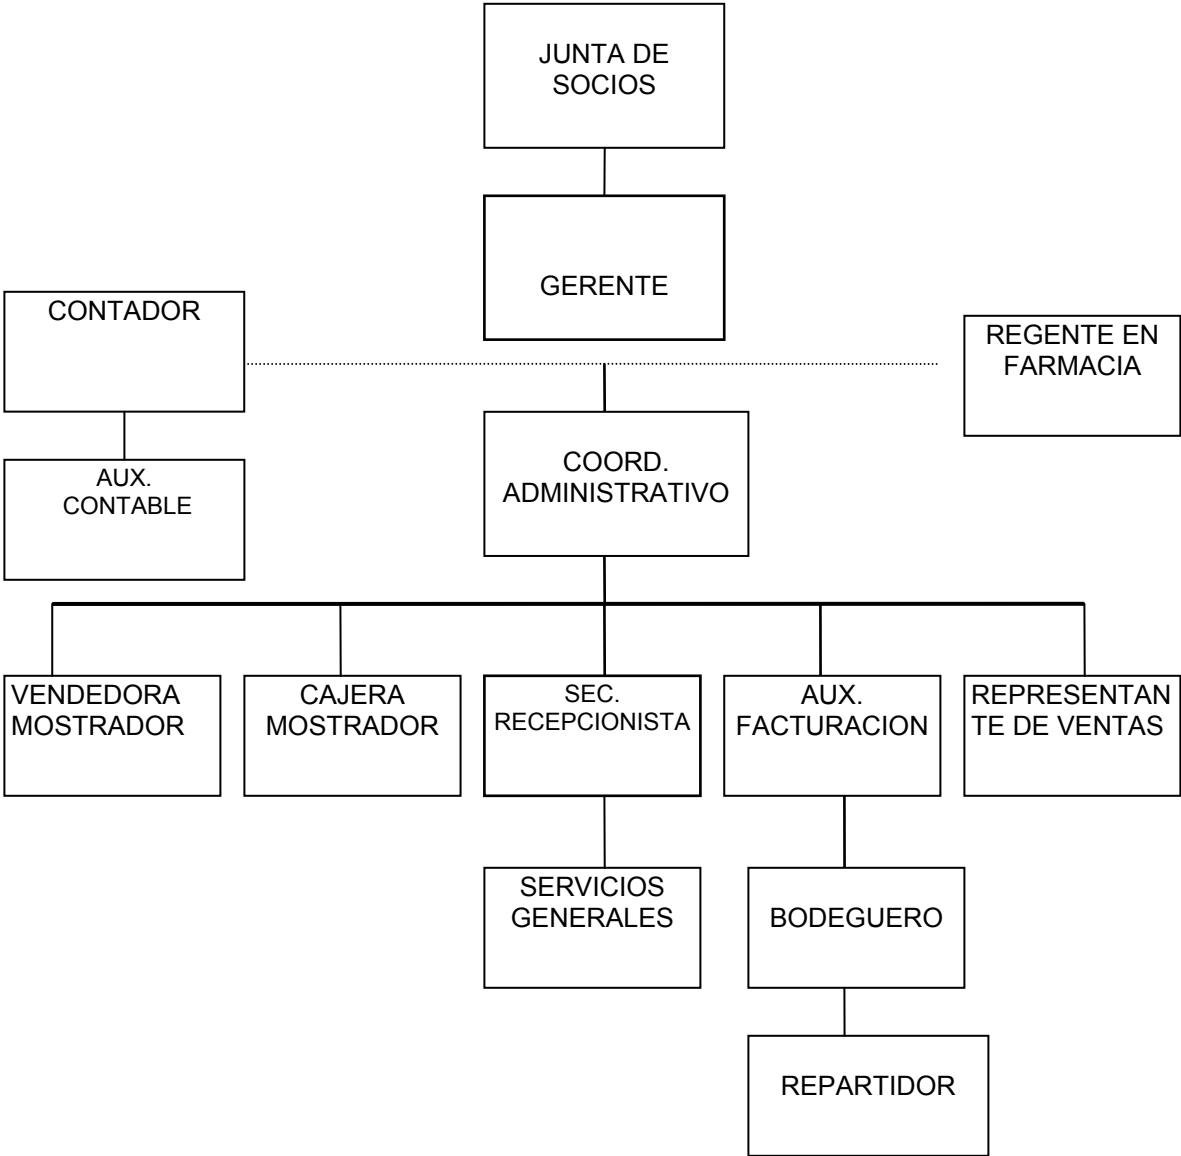 JUNTA DE
SOCIOS
GERENTE
CONTADOR
REGENTE EN
FARMACIA
AUX.
CONTABLE
COORD.
ADMINISTRATIVO
VENDEDORA
MOSTRADOR
CAJERA
MOSTRADOR
SEC.
RECEPCIONISTA
AUX.
FACTURACION
REPRESENTAN
TE DE VENTAS
SERVICIOS
GENERALES
BODEGUERO
REPARTIDOR